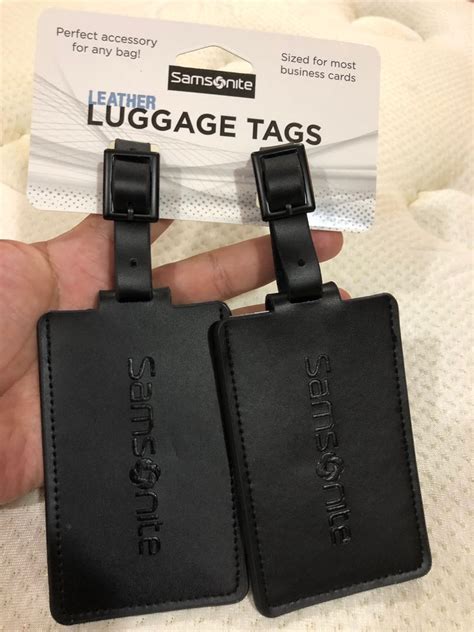 Perfect accessory
for any bag!
Samsonite
Sized for most
business cards
LEATHER
LUGGAGE TAGS
Samsonite
Samsonite